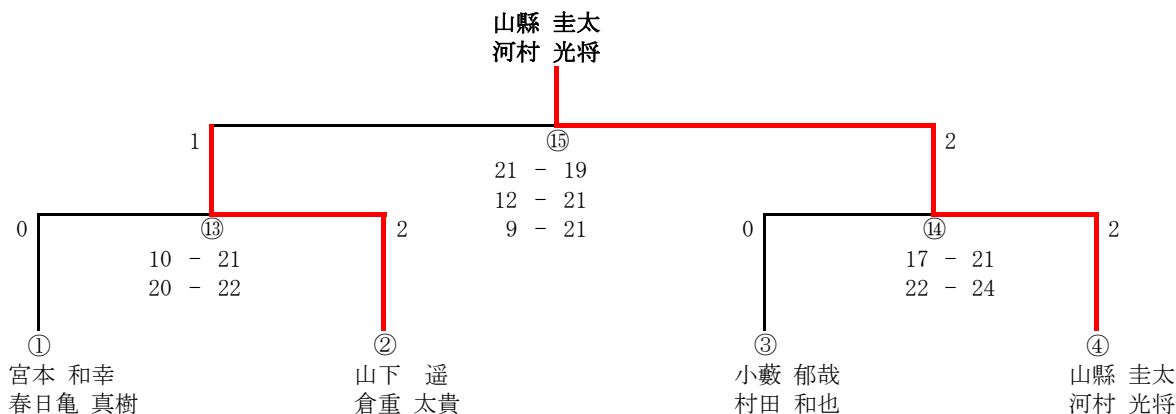 山縣 圭太
河村 光将
1 ⑮ 2
21 - 19
12 - 21
9 - 21
0 ⑬ 2 0 ⑭ 2
10 - 21 17 - 21
20 - 22 22 - 24
① ② ③ ④
宮本 和幸 山下 遥 小藪 郁哉 山縣 圭太
春日亀 真樹 倉重 太貴 村田 和也 河村 光将